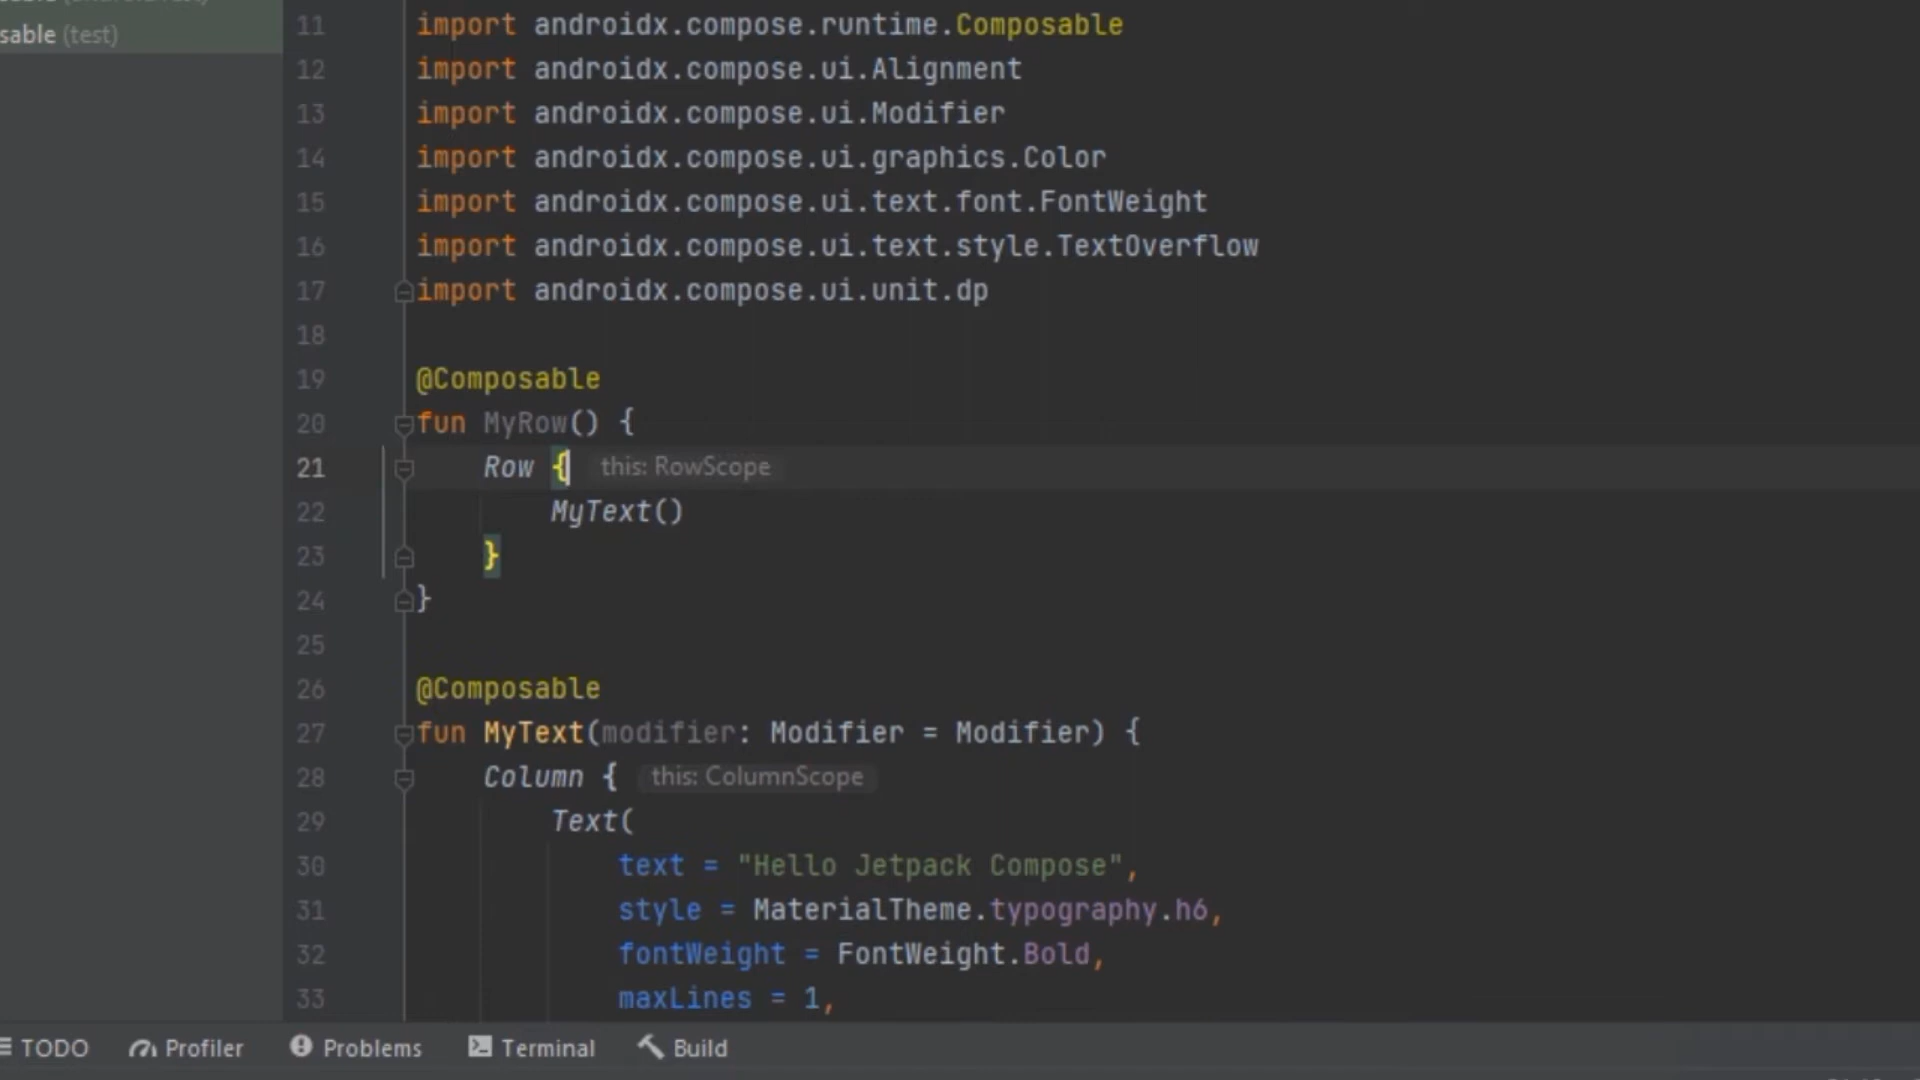 sable (test)
11 import androidx.compose.runtime.Composable
12 import androidx.compose.ui.Alignment
13 import androidx.compose.ui.Modifier
14 import androidx.compose.ui.graphics.Color
15 import androidx.compose.ui.text.font.FontWeight
16 import androidx.compose.ui.text.style.TextOverflow
17 import androidx.compose.ui.unit.dp
18
19 @Composable
20 fun MyRow() {
21 Row { this: RowScope
22 MyText()
23 }
24 }
25
26 @Composable
27 fun MyText(modifier: Modifier = Modifier) {
28 Column { this: ColumnScope
29 Text(
30 text = "Hello Jetpack Compose",
31 style = MaterialTheme.typography.h6,
32 fontWeight = FontWeight.Bold,
33 maxLines = 1,
TODO Profiler Problems Terminal Build